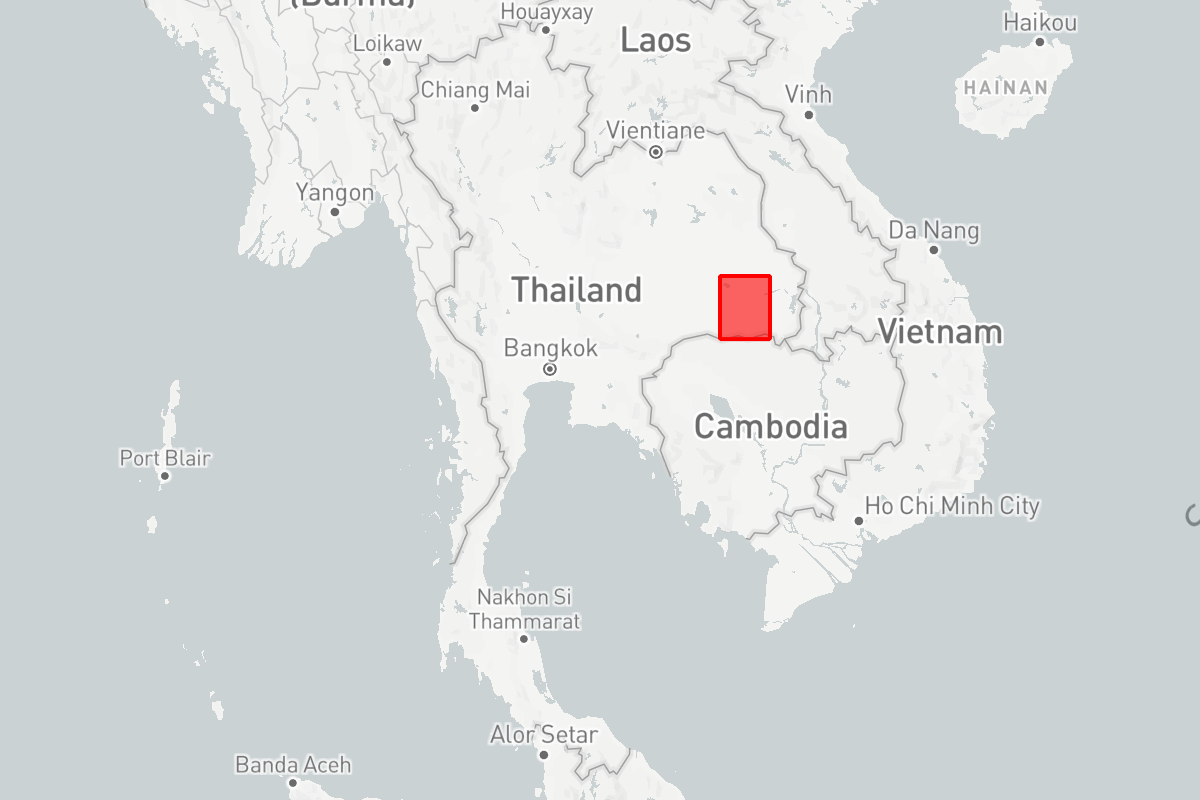 (Burma)
Houayxay
Haikou
Loikaw
Laos
Chiang Mai
HAINAN
Vinh
Vientiane
Yangon
Da Nang
Thailand
Vietnam
Bangkok
Cambodia
Port Blair
Ho Chi Minh City
Nakhon Si
Thammarat
Alor Setar
Banda Aceh